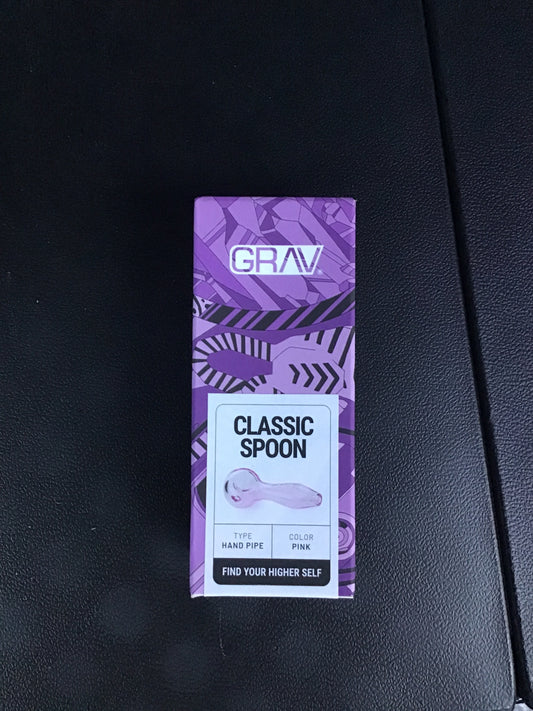 GRAV
CLASSIC
SPOON
TYPE COLOR
HAND PIPE PINK
FIND YOUR HIGHER SELF